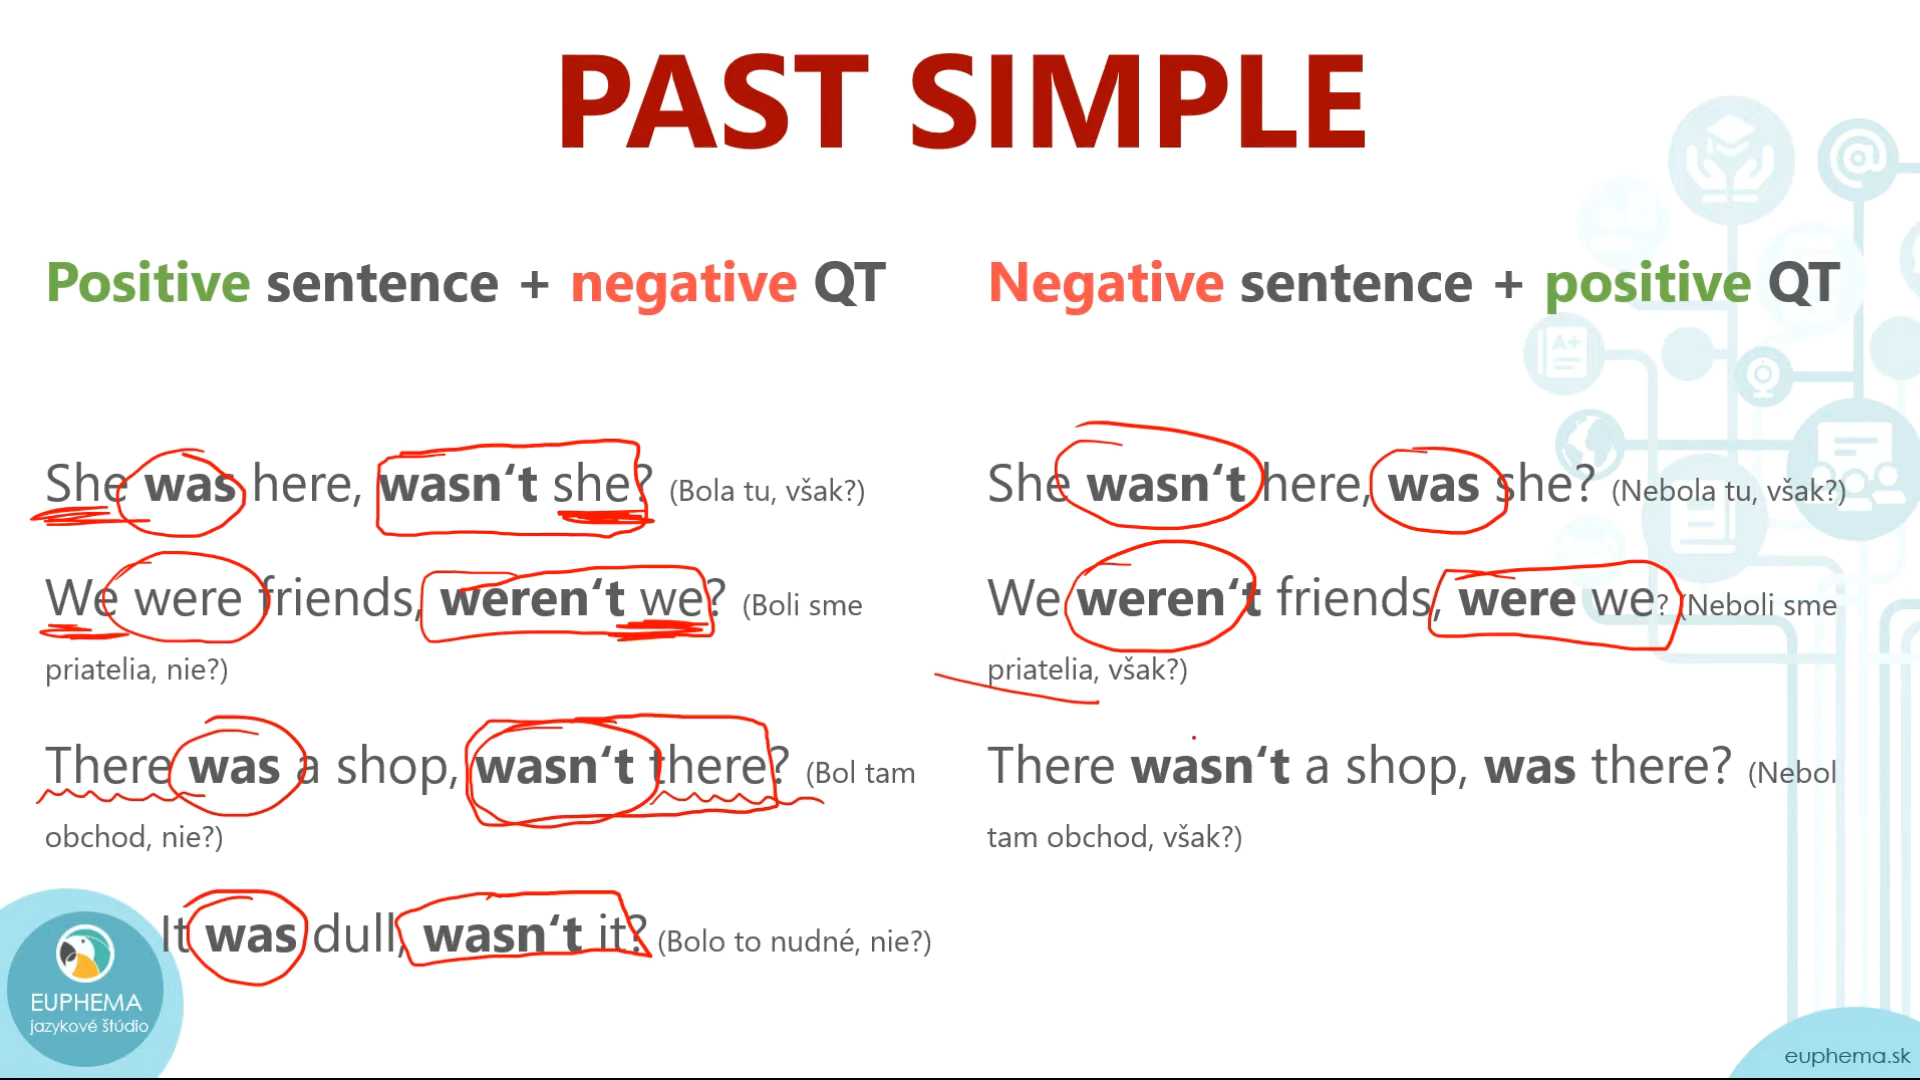 PAST SIMPLE
Positive sentence + negative QT
She was here, wasn‘t she? (Bola tu, však?)
We were friends, weren‘t we? (Boli sme
priatelia, nie?)
There was a shop, wasn‘t there? (Bol tam
obchod, nie?)
It was dull, wasn‘t it? (Bolo to nudné, nie?)
Negative sentence + positive QT
She wasn‘t here, was she? (Nebola tu, však?)
We weren‘t friends, were we? (Neboli sme
priatelia, však?)
There wasn‘t a shop, was there? (Nebol
tam obchod, však?)
A+
EUPHEMA
jazykové štúdio
euphema.sk